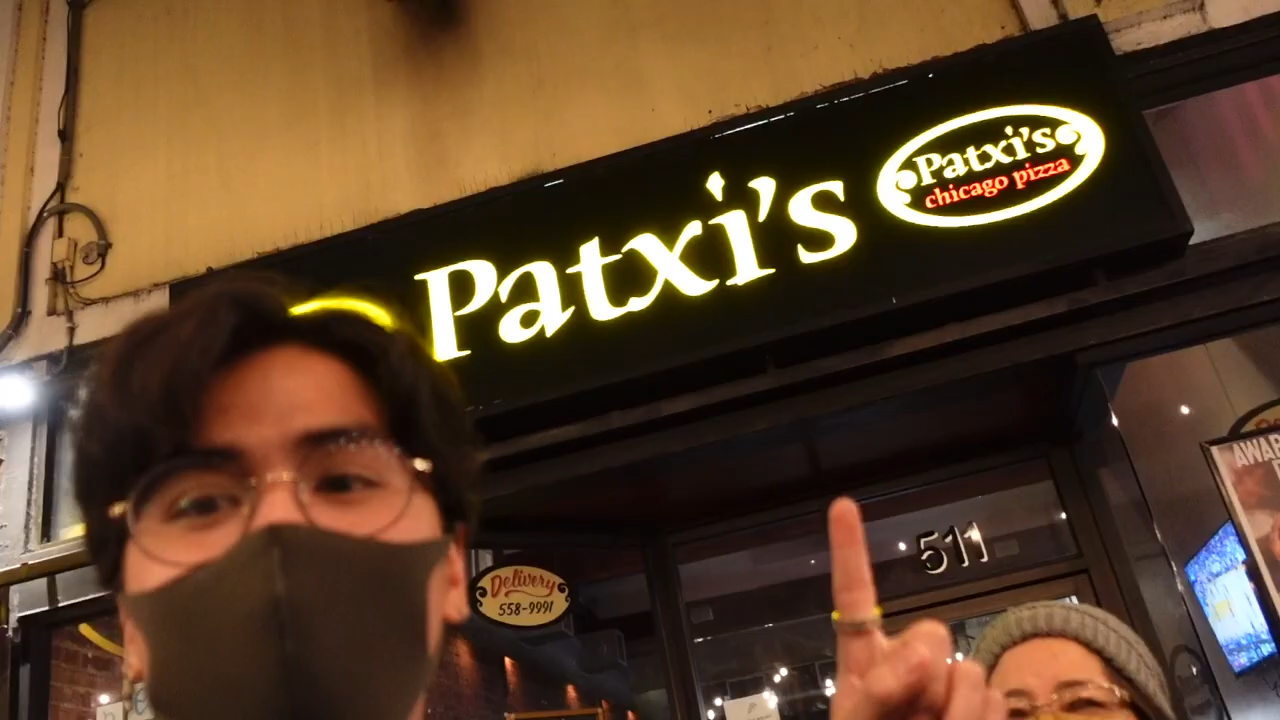 Patxi's
Patxi's
chicago pizza
511
Delivery
558-9991